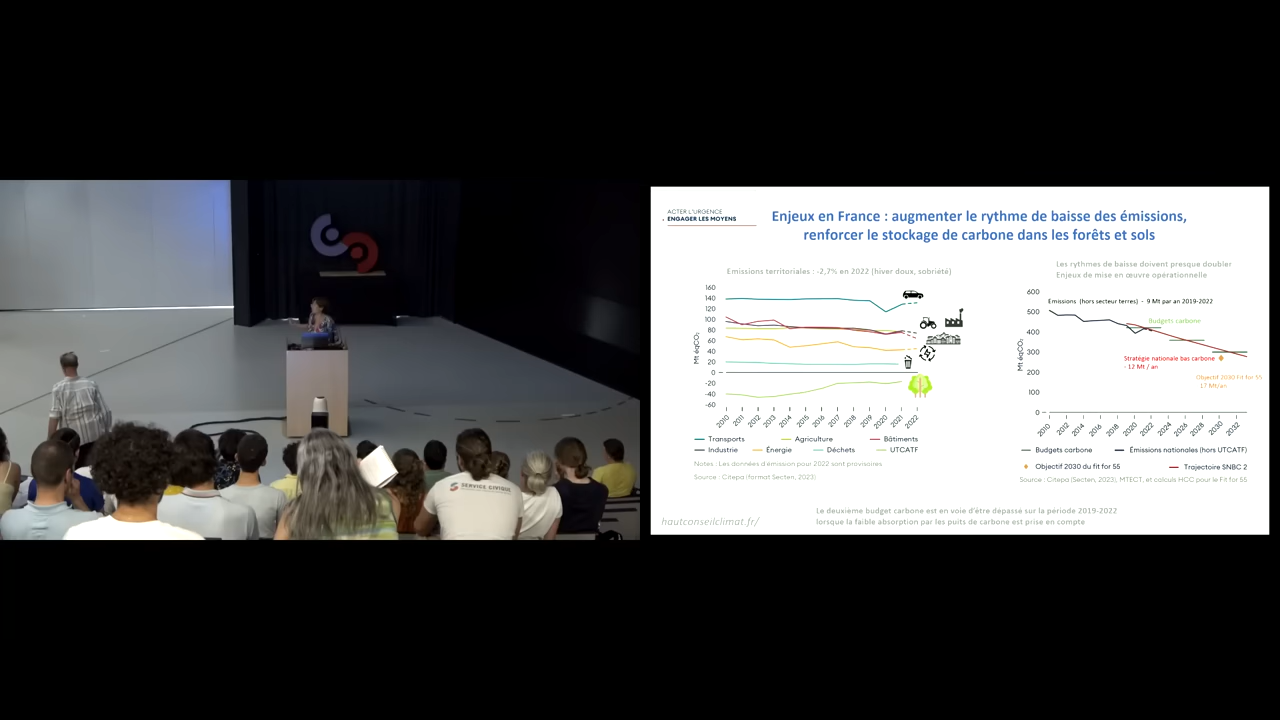 SERVICE CIVIQUE
ACTER L'URGENCE
ENGAGER LES MOYENS
Enjeux en France : augmenter le rythme de baisse des émissions,
renforcer le stockage de carbone dans les forêts et sols
Emissions territoriales : -2,7% en 2022 (hiver doux, sobriété)
Mt éqCO₂
160
140
120
100
80
60
40
20
0
-20
-40
-60
2010
2011
2012
2013
2014
2015
2016
2017
2018
2019
2020
2021
2022
Transports
Agriculture
Bâtiments
Industrie
Énergie
Déchets
UTCATF
Notes : Les données d'émission pour 2022 sont provisoires
Source : Citepa (format Secten, 2023)
Les rythmes de baisse doivent presque doubler
Enjeux de mise en œuvre opérationnelle
Mt éqCO₂
600
500
400
300
200
100
0
Emissions (hors secteur terres) - 9 Mt par an 2019-2022
Budgets carbone
Stratégie nationale bas carbone
- 12 Mt / an
Objectif 2030 Fit for 55
17 Mt/an
2010
2012
2014
2016
2018
2020
2022
2024
2026
2028
2030
2032
Budgets carbone
Émissions nationales (hors UTCATF)
Objectif 2030 du fit for 55
Trajectoire SNBC 2
Source : Citepa (Secten, 2023), MTECT, et calculs HCC pour le Fit for 55
Le deuxième budget carbone est en voie d'être dépassé sur la période 2019-2022
lorsque la faible absorption par les puits de carbone est prise en compte
hautconseilclimat.fr/